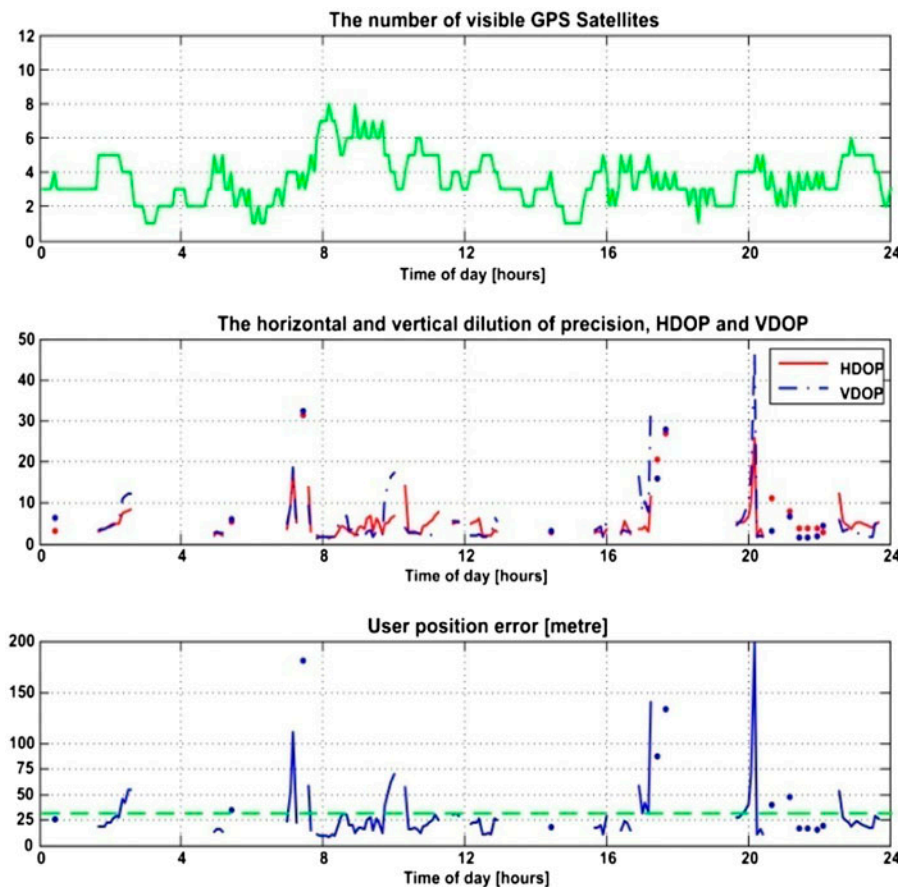 The number of visible GPS Satellites
12
10
8
6
4
2
0
0 4 8 12 16 20 24
Time of day [hours]
The horizontal and vertical dilution of precision, HDOP and VDOP
50
40
30
20
10
0
HDOP
VDOP
0 4 8 12 16 20 24
Time of day [hours]
User position error [metre]
200
150
100
75
50
25
0
0 4 8 12 16 20 24
Time of day [hours]